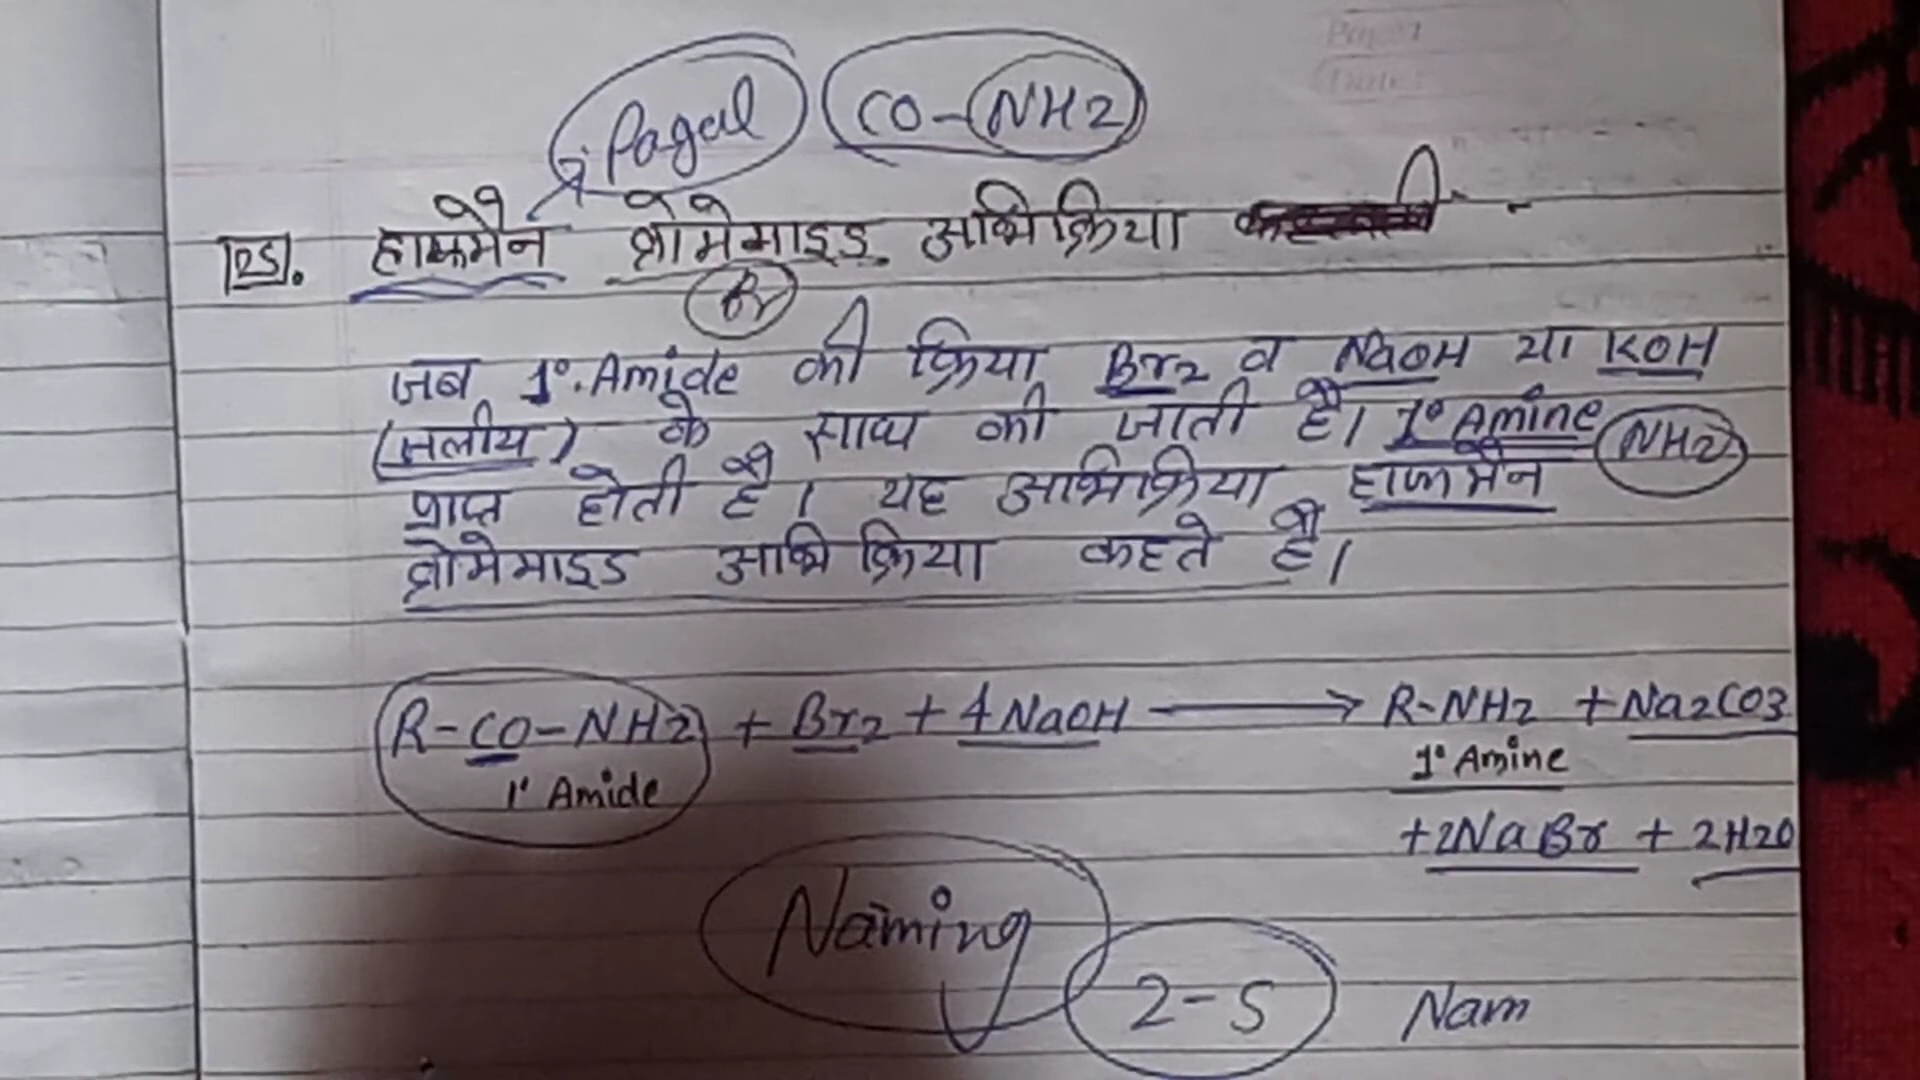 Pagal CO-NH2
25. हाफमैन ब्रोमेमाइड अभिक्रिया
Br
जब 1°. Amide की क्रिया Br2 व NaOH या KOH
(जलीय) के साथ की जाती है। 1° Amine NH2
प्राप्त होती है। यह अभिक्रिया हाफमैन
ब्रोमेमाइड अभिक्रिया कहते है।
R-CO-NH2 + Br2 + 4NaOH ⟶ R-NH2 + Na2CO3
1° Amide 1° Amine
+2NaBr + 2H2O
Naming
2-5 Nam